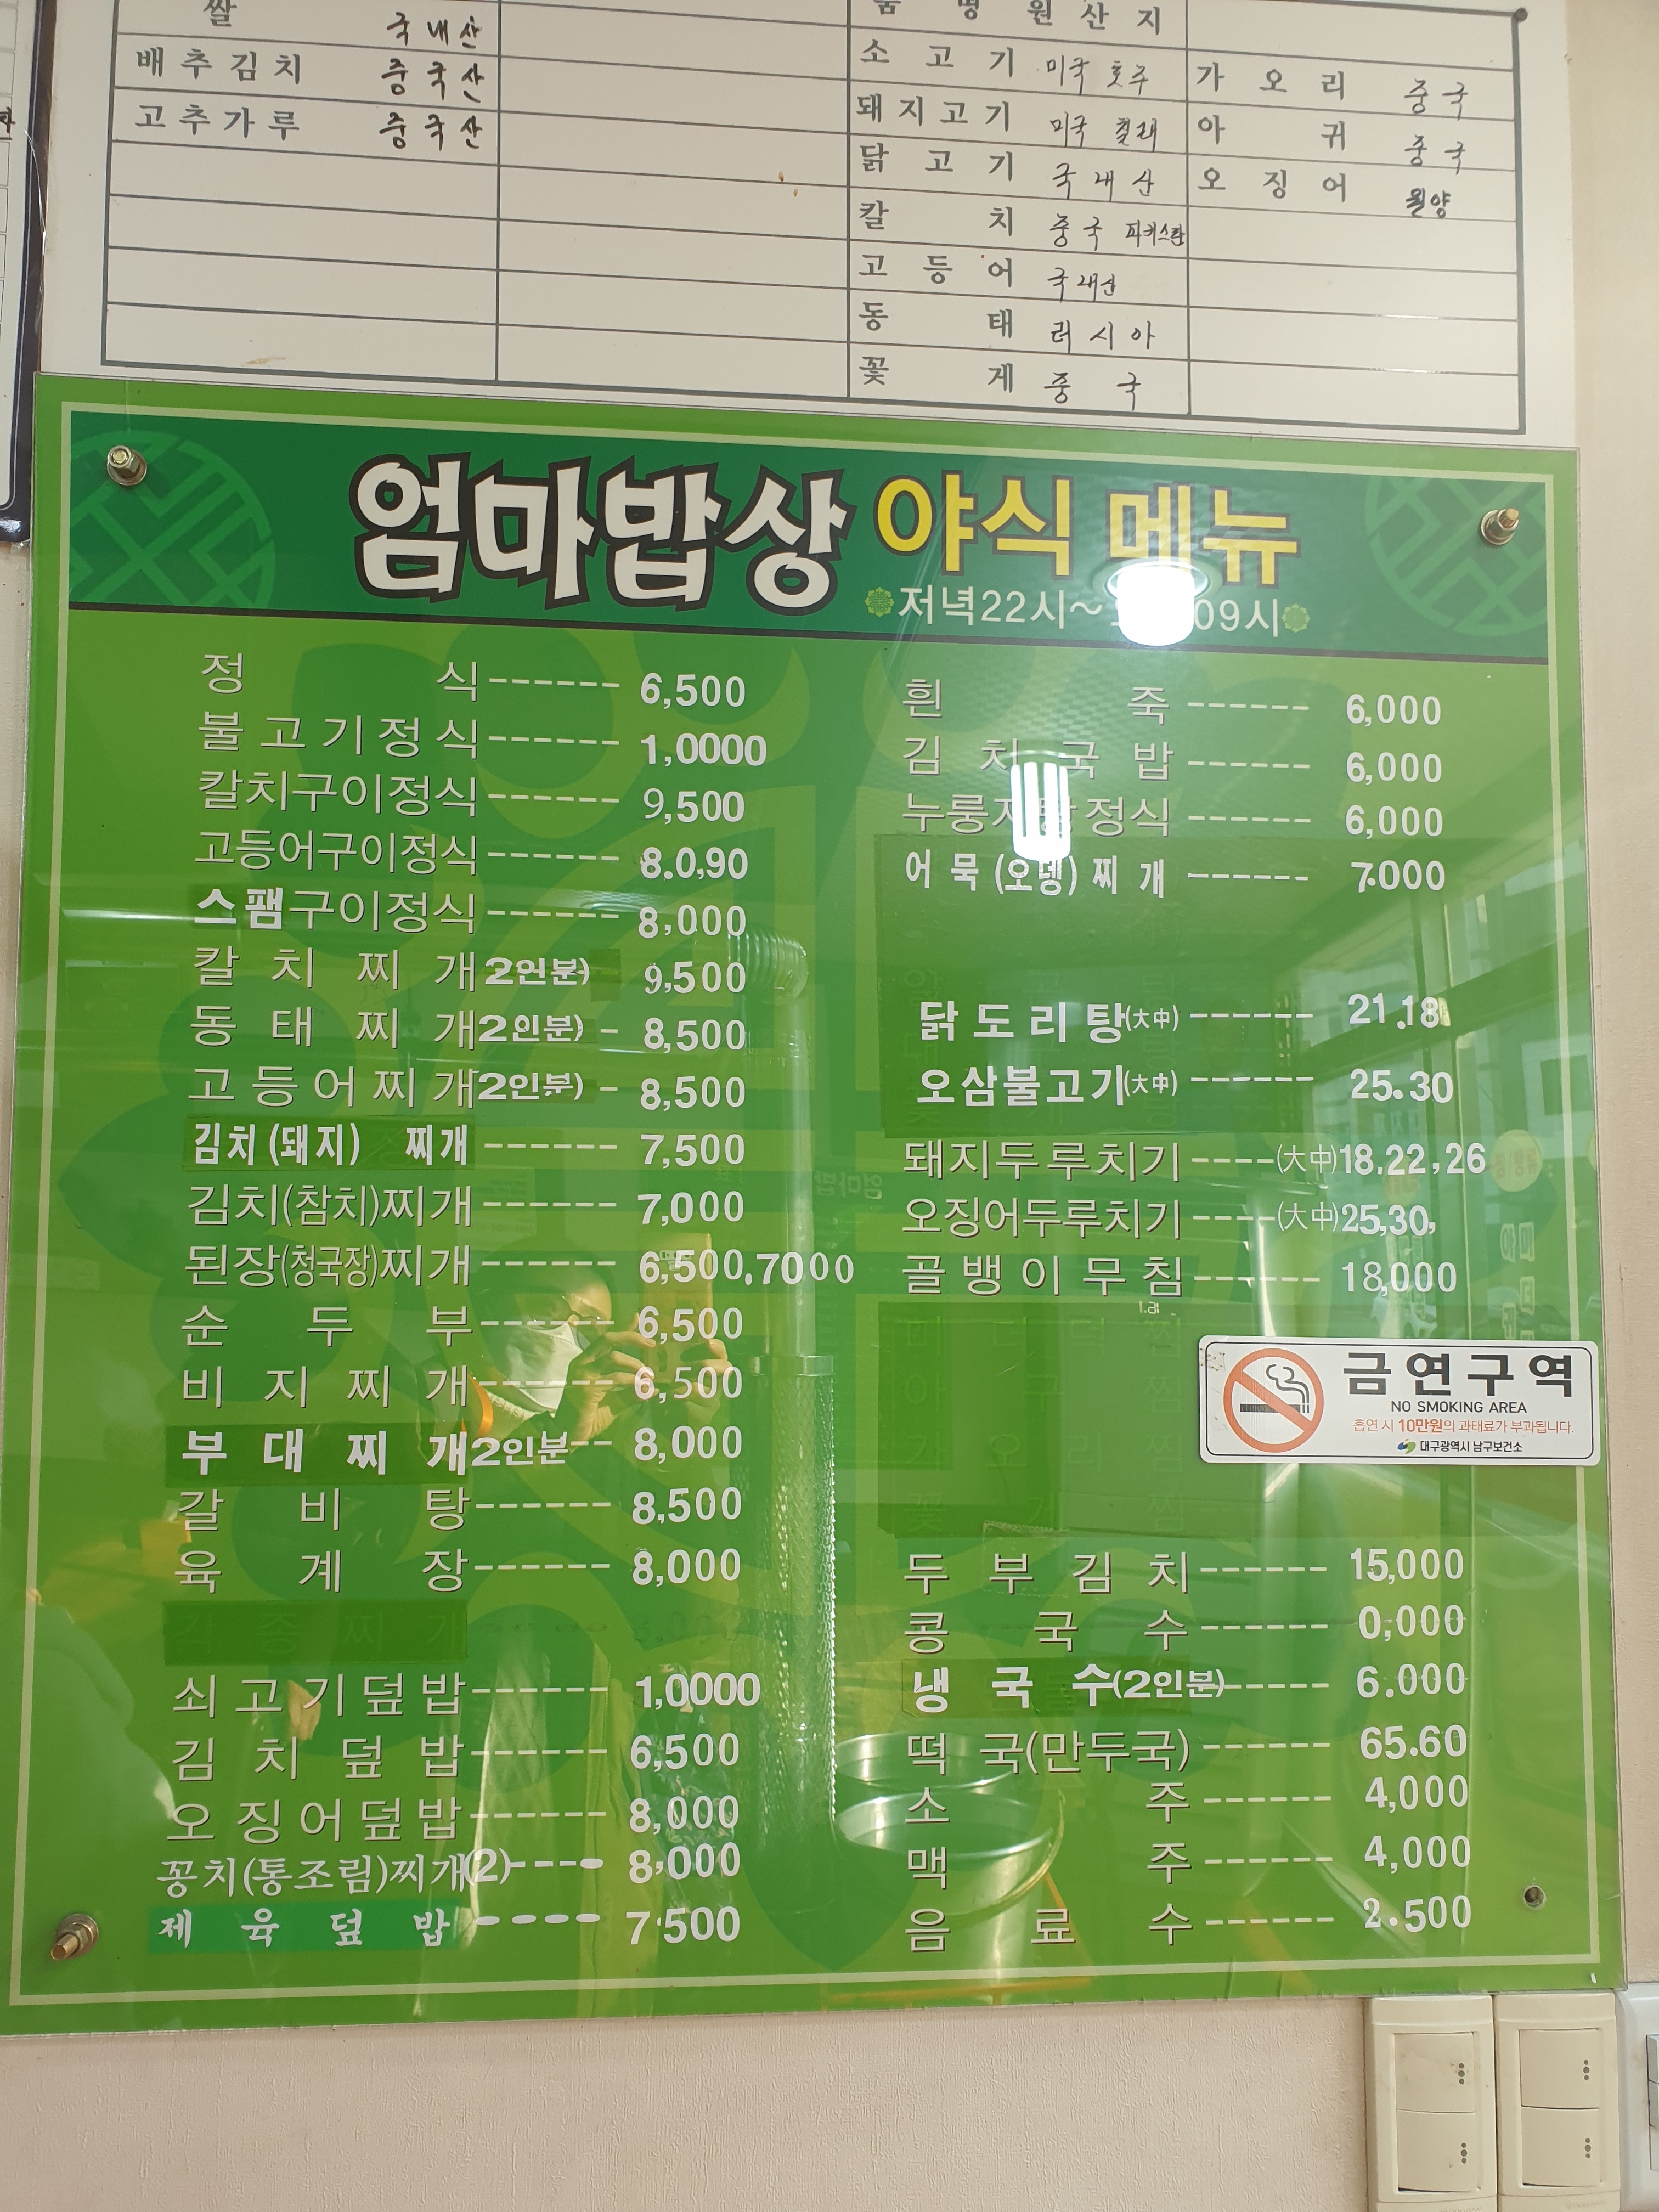 쌀 국내산
배추김치 중국산
고추가루 중국산
품명 원산지
소고기 미국 호주
돼지고기 미국 칠레
닭고기 국내산
칼치 중국 파키스탄
고등어 국내산
동태 러시아
꽃게 중국
가오리 중국
아귀 중국
오징어 원양
엄마밥상 야식 메뉴
저녁22시~ 09시
정식------ 6,500
불고기정식------ 1,0000
칼치구이정식------ 9,500
고등어구이정식------ 8.0,90
스팸구이정식------ 8,000
칼치찌개2인분) 9,500
동태찌개2인분) - 8,500
고등어찌개2인분) - 8,500
김치(돼지) 찌개------ 7,500
김치(참치)찌개------ 7,000
된장(청국장)찌개------ 6,500.7000
순두부------ 6,500
비지찌개------ 6,500
부대찌개2인분-- 8,000
갈비탕------ 8,500
육계장------ 8,000
쇠고기덮밥------ 1,0000
김치덮밥------ 6,500
오징어덮밥------ 8,000
꽁치(통조림)찌개(2)---- 8,000
제육덮밥---- 7500
흰죽------ 6,000
김치국밥------ 6,000
누룽지탕정식------ 6,000
어묵(오뎅)찌개------ 7.000
닭도리탕(大中)------ 21.18
오삼불고기(大中)------ 25.30
돼지두루치기----(大中)18.22,26
오징어두루치기----(大中)25,30,
골뱅이무침------ 18,000
두부김치------ 15,000
콩국수------ 0,000
냉국수(2인분)----- 6.000
떡국(만두국)------ 65.60
소주------ 4,000
맥주------ 4,000
음료수------ 2.500
금연구역
NO SMOKING AREA
흡연 시 10만원의 과태료가 부과됩니다.
대구광역시 남구보건소